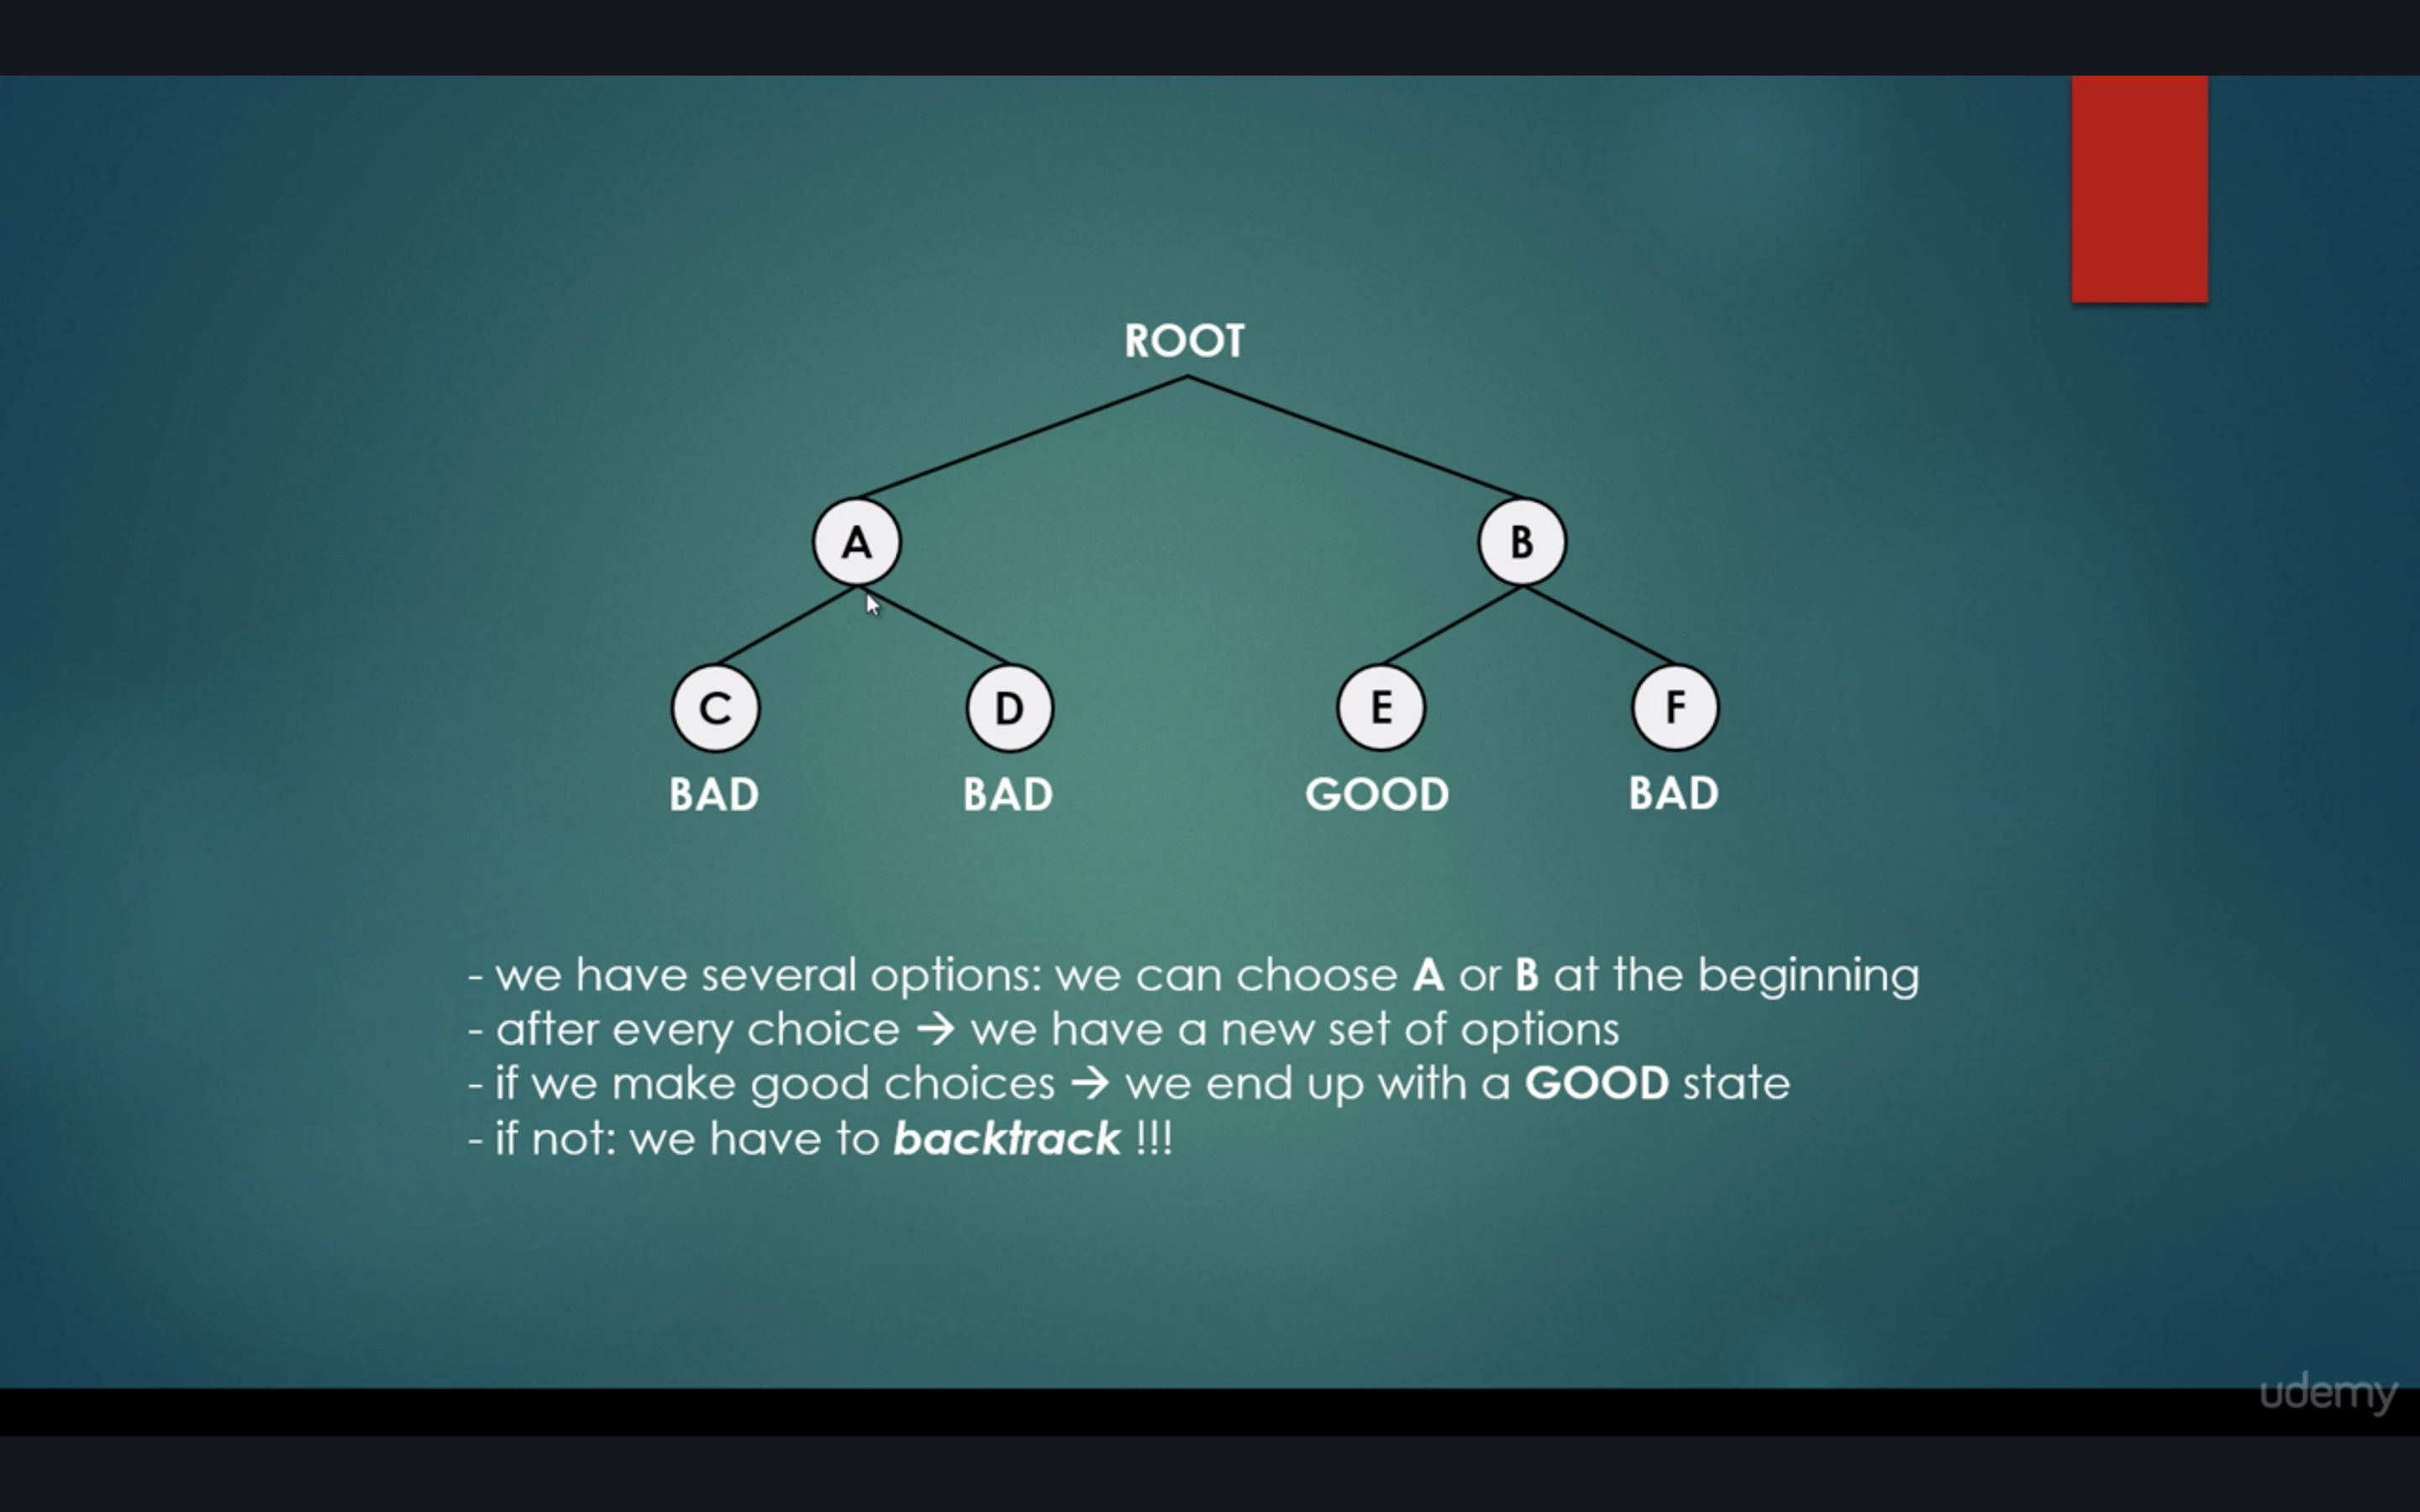 ROOT
A B
C D E F
BAD BAD GOOD BAD
- we have several options: we can choose A or B at the beginning
- after every choice → we have a new set of options
- if we make good choices → we end up with a GOOD state
- if not: we have to backtrack !!!
udemy